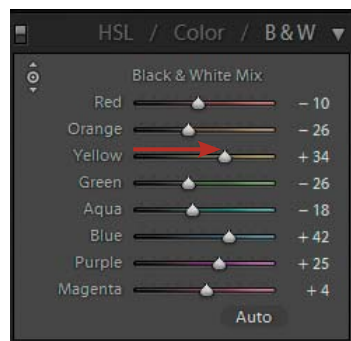 HSL / Color / B & W
Black & White Mix
Red – 10
Orange – 26
Yellow + 34
Green – 26
Aqua – 18
Blue + 42
Purple + 25
Magenta + 4
Auto